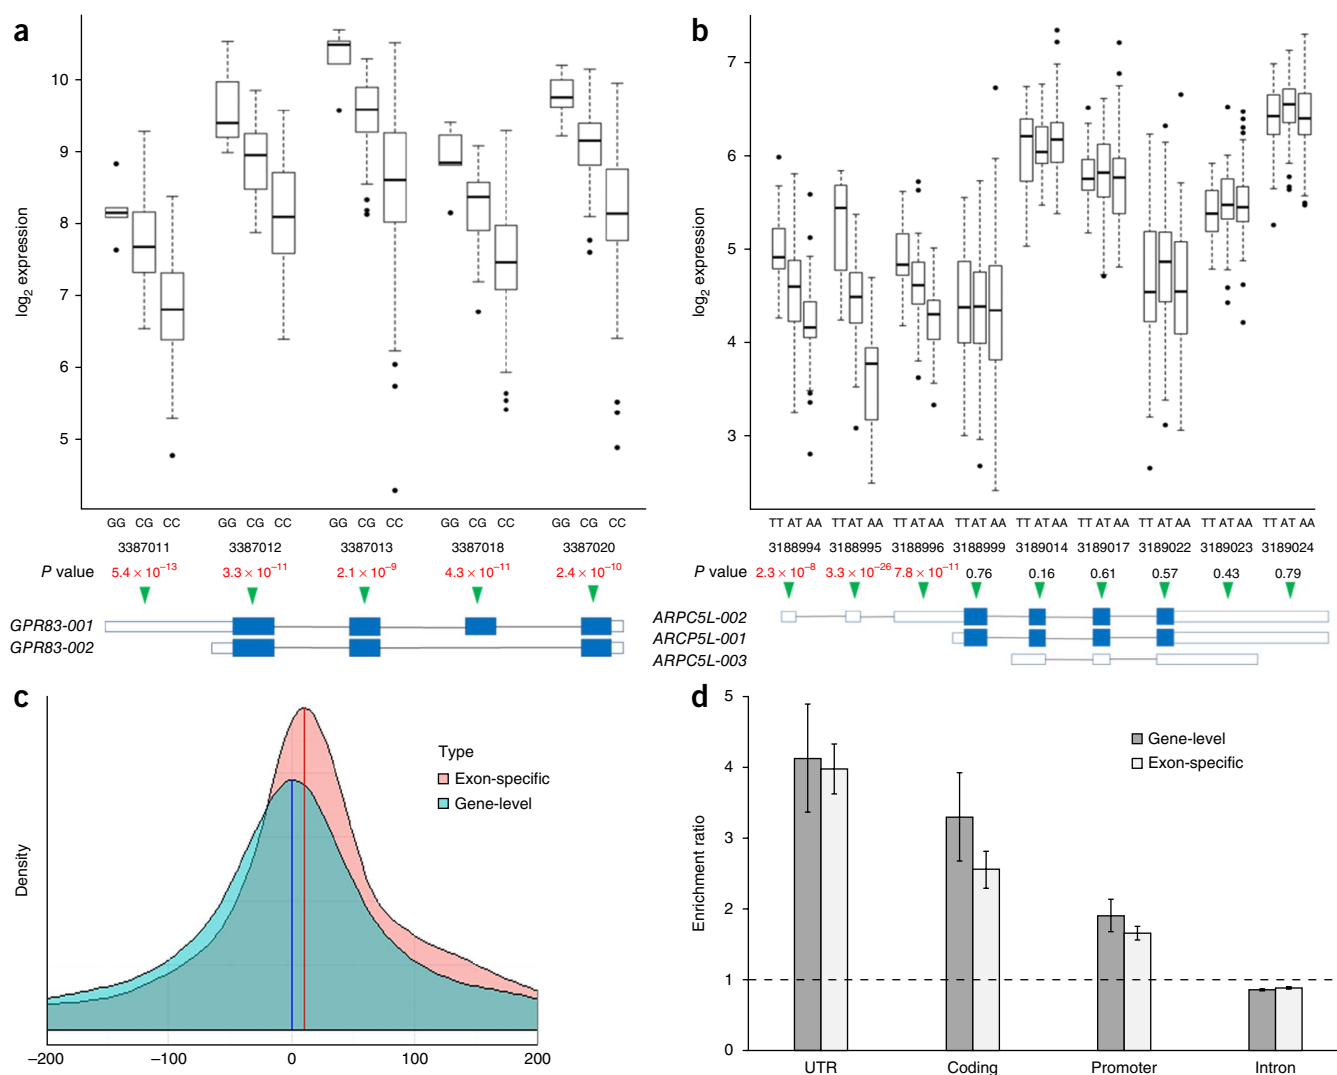 a
10
9
8
7
6
5
log2 expression
GG CG CC GG CG CC GG CG CC GG CG CC GG CG CC
3387011 3387012 3387013 3387018 3387020
P value 5.4 × 10−13 3.3 × 10−11 2.1 × 10−9 4.3 × 10−11 2.4 × 10−10
GPR83-001
GPR83-002
b
7
6
5
4
3
log2 expression
TT AT AA TT AT AA TT AT AA TT AT AA TT AT AA TT AT AA TT AT AA TT AT AA TT AT AA
3188994 3188995 3188996 3188999 3189014 3189017 3189022 3189023 3189024
P value 2.3 × 10−8 3.3 × 10−26 7.8 × 10−11 0.76 0.16 0.61 0.57 0.43 0.79
ARPC5L-002
ARCP5L-001
ARPC5L-003
c
Density
Type
Exon-specific
Gene-level
−200 −100 0 100 200
d
5
4
3
2
1
0
Enrichment ratio
Gene-level
Exon-specific
UTR Coding Promoter Intron